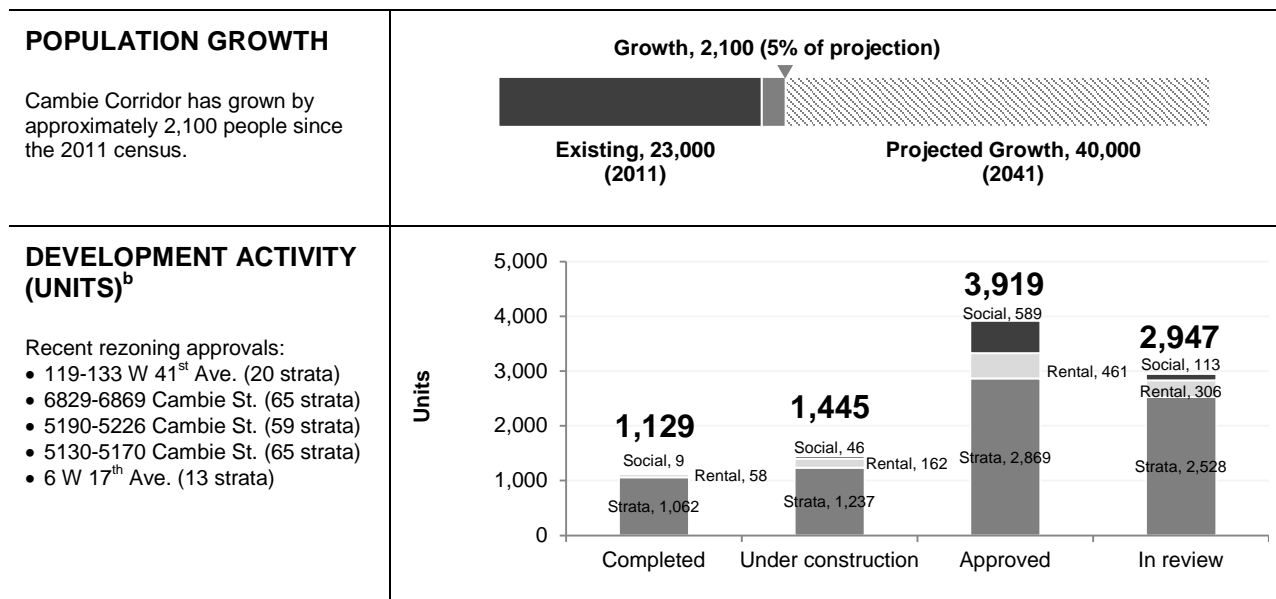 POPULATION GROWTH
Cambie Corridor has grown by
approximately 2,100 people since
the 2011 census.
Growth, 2,100 (5% of projection)
Existing, 23,000
(2011)
Projected Growth, 40,000
(2041)
DEVELOPMENT ACTIVITY
(UNITS)b
Recent rezoning approvals:
• 119-133 W 41st Ave. (20 strata)
• 6829-6869 Cambie St. (65 strata)
• 5190-5226 Cambie St. (59 strata)
• 5130-5170 Cambie St. (65 strata)
• 6 W 17th Ave. (13 strata)
Units
5,000
4,000
3,000
2,000
1,000
0
1,129
Social, 9
Rental, 58
Strata, 1,062
Completed
1,445
Social, 46
Rental, 162
Strata, 1,237
Under construction
3,919
Social, 589
Rental, 461
Strata, 2,869
Approved
2,947
Social, 113
Rental, 306
Strata, 2,528
In review